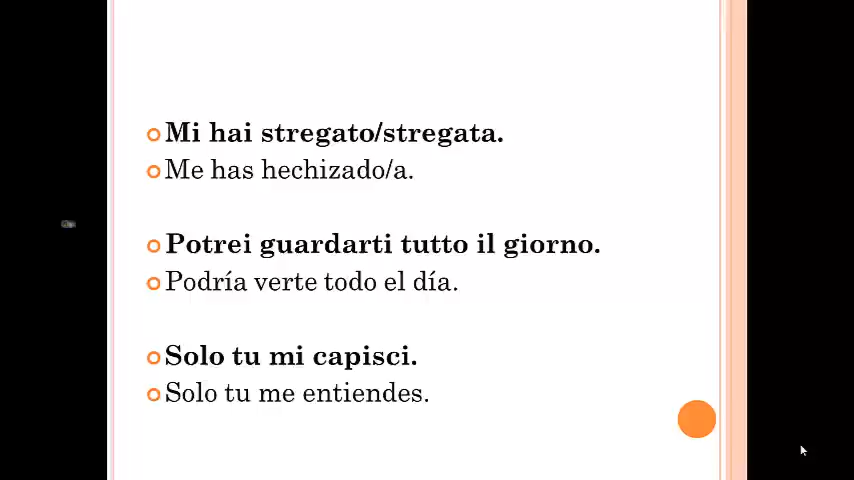 Mi hai stregato/stregata.
Me has hechizado/a.
Potrei guardarti tutto il giorno.
Podría verte todo el día.
Solo tu mi capisci.
Solo tu me entiendes.